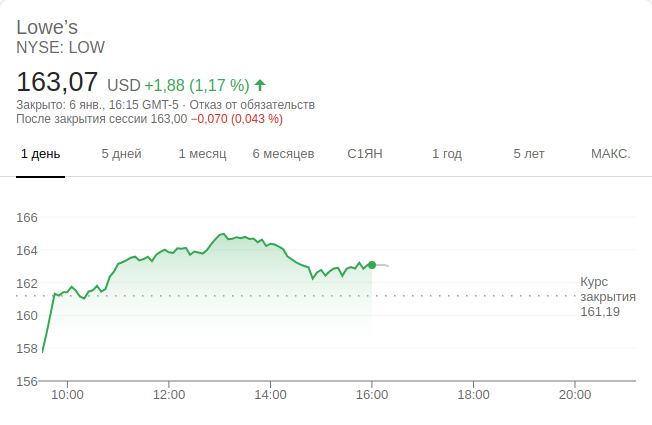 Lowe’s
NYSE: LOW
163,07 USD +1,88 (1,17 %)
Закрыто: 6 янв., 16:15 GMT-5 · Отказ от обязательств
После закрытия сессии 163,00 −0,070 (0,043 %)
1 день 5 дней 1 месяц 6 месяцев С1ЯН 1 год 5 лет МАКС.
166
164
162
160
158
156
Курс
закрытия
161,19
10:00 12:00 14:00 16:00 18:00 20:00